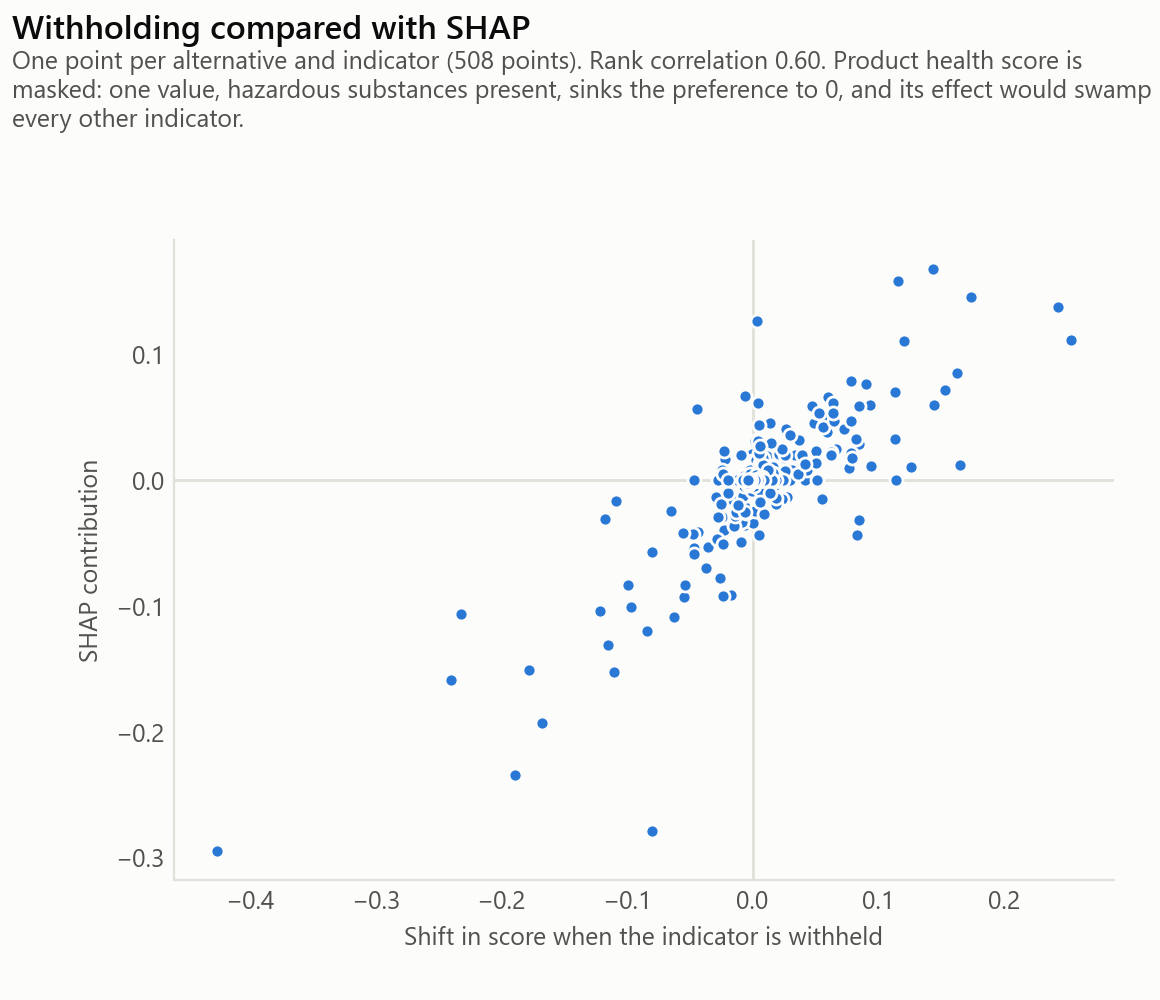 Withholding compared with SHAP
One point per alternative and indicator (508 points). Rank correlation 0.60. Product health score is
masked: one value, hazardous substances present, sinks the preference to 0, and its effect would swamp
every other indicator.
0.1
0.0
−0.1
−0.2
−0.3
SHAP contribution
−0.4 −0.3 −0.2 −0.1 0.0 0.1 0.2
Shift in score when the indicator is withheld